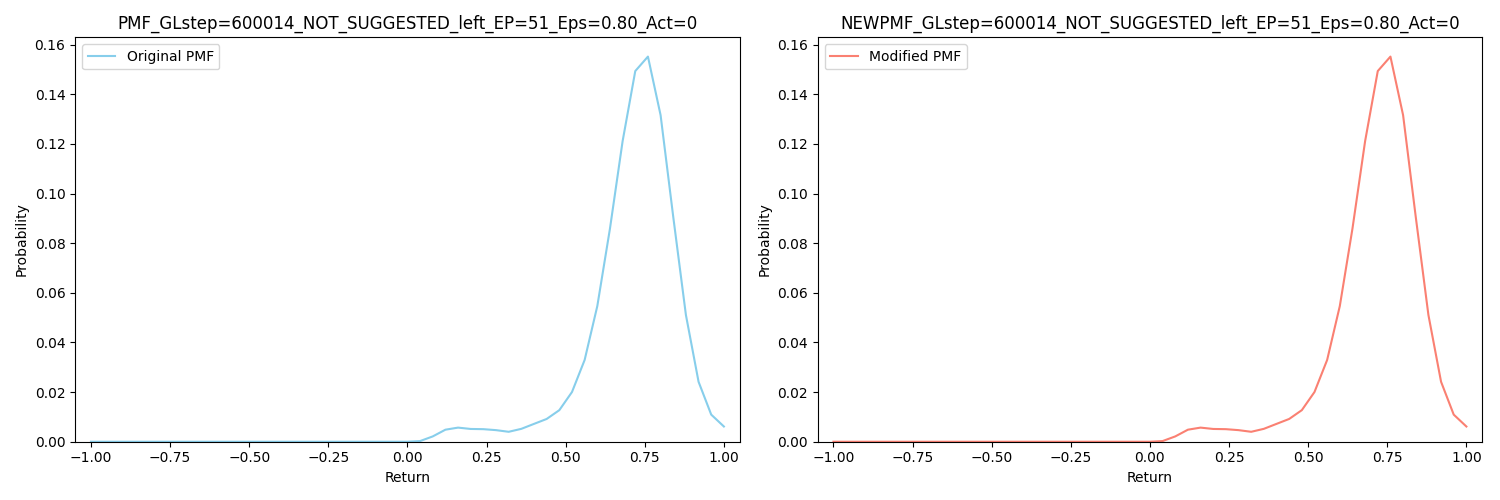 PMF_GLstep=600014_NOT_SUGGESTED_left_EP=51_Eps=0.80_Act=0
Original PMF
0.16
0.14
0.12
0.10
0.08
0.06
0.04
0.02
0.00
Probability
−1.00 −0.75 −0.50 −0.25 0.00 0.25 0.50 0.75 1.00
Return
NEWPMF_GLstep=600014_NOT_SUGGESTED_left_EP=51_Eps=0.80_Act=0
Modified PMF
0.16
0.14
0.12
0.10
0.08
0.06
0.04
0.02
0.00
Probability
−1.00 −0.75 −0.50 −0.25 0.00 0.25 0.50 0.75 1.00
Return